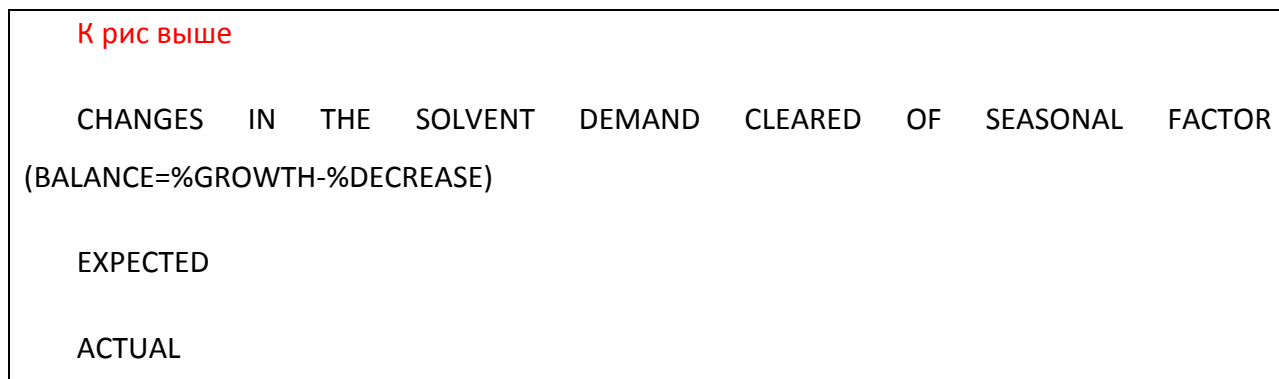 К рис выше
CHANGES IN THE SOLVENT DEMAND CLEARED OF SEASONAL FACTOR
(BALANCE=%GROWTH-%DECREASE)
EXPECTED
ACTUAL